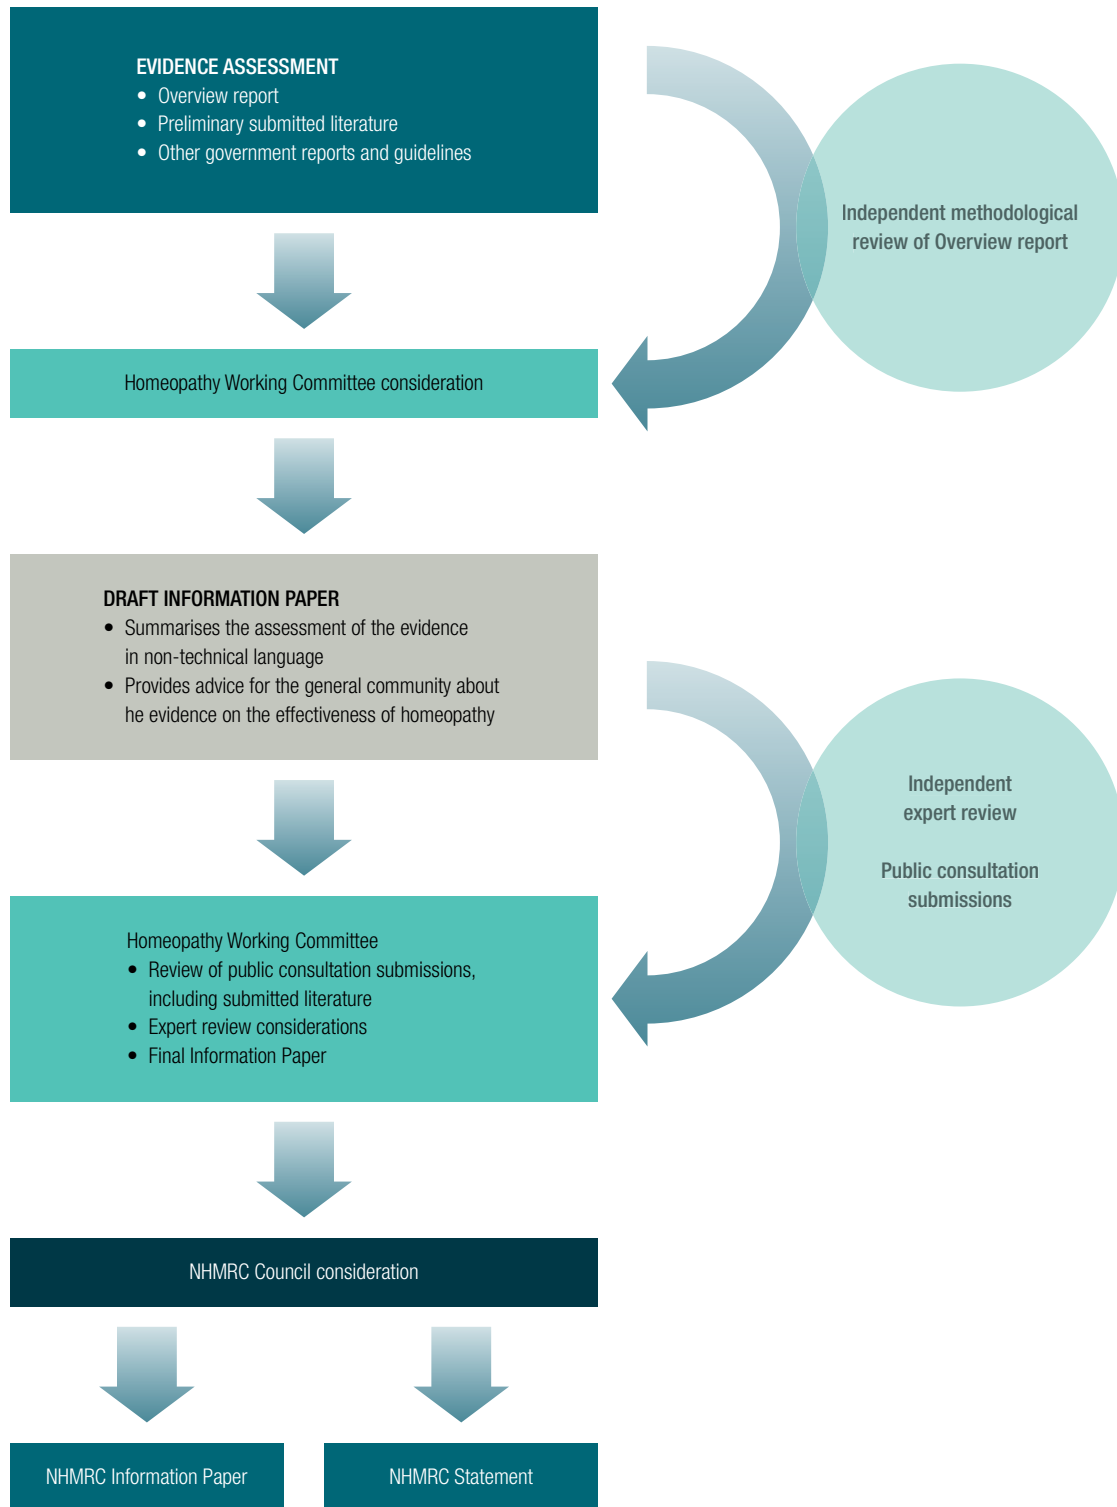 EVIDENCE ASSESSMENT
• Overview report
• Preliminary submitted literature
• Other government reports and guidelines
Independent methodological
review of Overview report
Homeopathy Working Committee consideration
DRAFT INFORMATION PAPER
• Summarises the assessment of the evidence
in non-technical language
• Provides advice for the general community about
he evidence on the effectiveness of homeopathy
Independent
expert review
Public consultation
submissions
Homeopathy Working Committee
• Review of public consultation submissions,
including submitted literature
• Expert review considerations
• Final Information Paper
NHMRC Council consideration
NHMRC Information Paper
NHMRC Statement